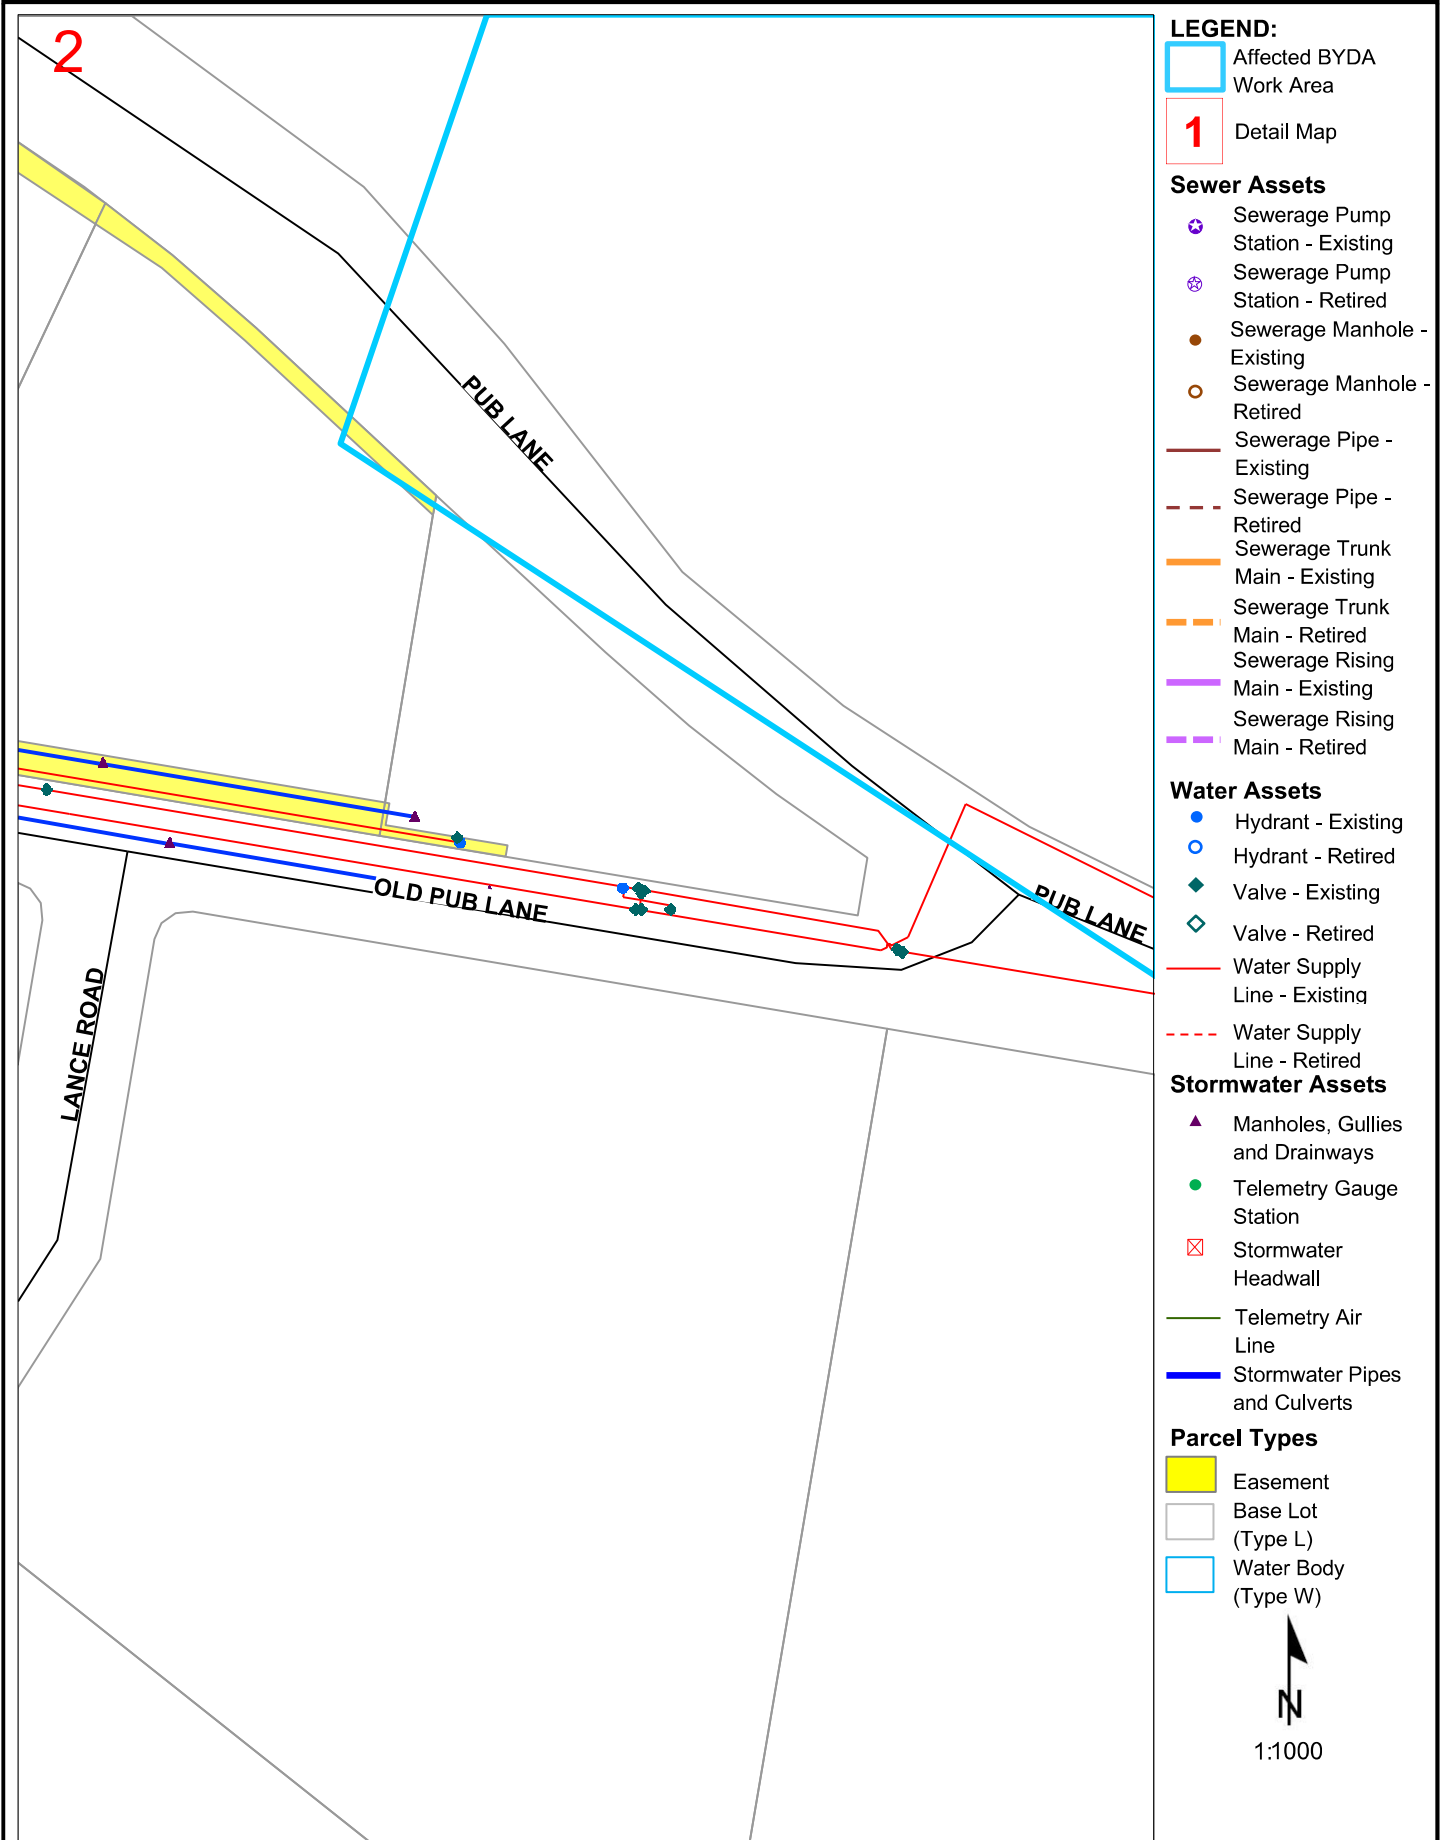 2
PUB LANE
OLD PUB LANE
PUB LANE
LANCE ROAD
LEGEND:
Affected BYDA
Work Area
1
Detail Map
Sewer Assets
Sewerage Pump
Station - Existing
Sewerage Pump
Station - Retired
Sewerage Manhole -
Existing
Sewerage Manhole -
Retired
Sewerage Pipe -
Existing
Sewerage Pipe -
Retired
Sewerage Trunk
Main - Existing
Sewerage Trunk
Main - Retired
Sewerage Rising
Main - Existing
Sewerage Rising
Main - Retired
Water Assets
Hydrant - Existing
Hydrant - Retired
Valve - Existing
Valve - Retired
Water Supply
Line - Existing
Water Supply
Line - Retired
Stormwater Assets
Manholes, Gullies
and Drainways
Telemetry Gauge
Station
Stormwater
Headwall
Telemetry Air
Line
Stormwater Pipes
and Culverts
Parcel Types
Easement
Base Lot
(Type L)
Water Body
(Type W)
N
1:1000